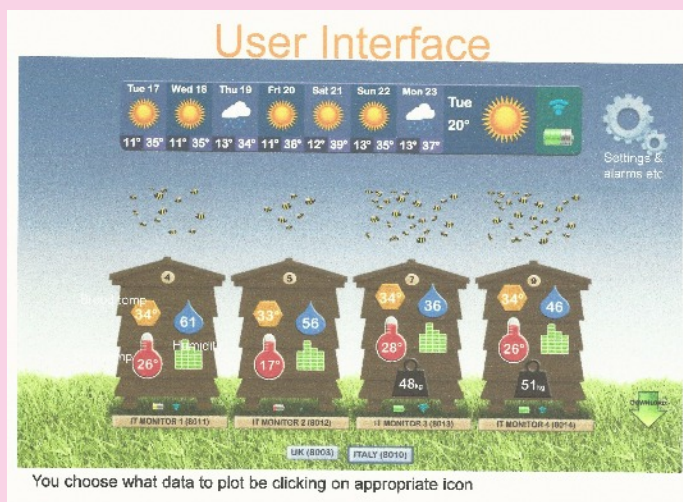 User Interface
Tue 17 Wed 18 Thu 19 Fri 20 Sat 21 Sun 22 Mon 23
Tue
20°
11° 35° 11° 35° 13° 34° 11° 36° 12° 39° 13° 35° 13° 37°
Settings &
alarms etc
4 5 7 9
34° 61 33° 56 34° 36 34° 46
26° 17° 28° 26°
48kg 51kg
DOWNLOAD
IT MONITOR 1 (8011) IT MONITOR 2 (8012) IT MONITOR 3 (8013) IT MONITOR 4 (8014)
UK (8003) ITALY (8010)
You choose what data to plot be clicking on appropriate icon